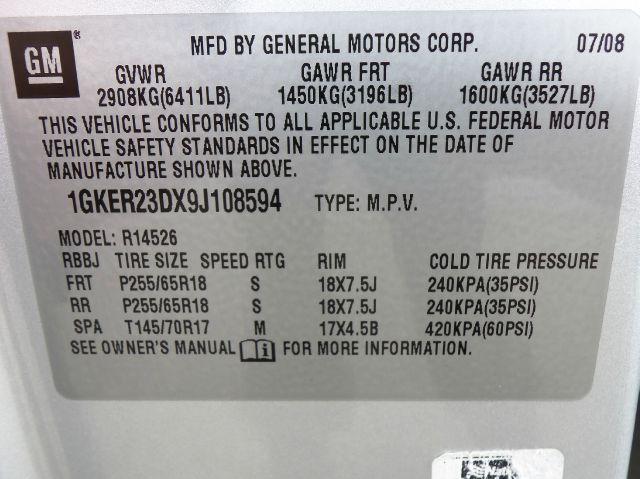 GM ® MFD BY GENERAL MOTORS CORP. 07/08
GVWR GAWR FRT GAWR RR
2908KG(6411LB) 1450KG(3196LB) 1600KG(3527LB)
THIS VEHICLE CONFORMS TO ALL APPLICABLE U.S. FEDERAL MOTOR
VEHICLE SAFETY STANDARDS IN EFFECT ON THE DATE OF
MANUFACTURE SHOWN ABOVE.
1GKER23DX9J108594 TYPE: M.P.V.
MODEL: R14526
RBBJ TIRE SIZE SPEED RTG RIM COLD TIRE PRESSURE
FRT P255/65R18 S 18X7.5J 240KPA(35PSI)
RR P255/65R18 S 18X7.5J 240KPA(35PSI)
SPA T145/70R17 M 17X4.5B 420KPA(60PSI)
SEE OWNER'S MANUAL i FOR MORE INFORMATION.